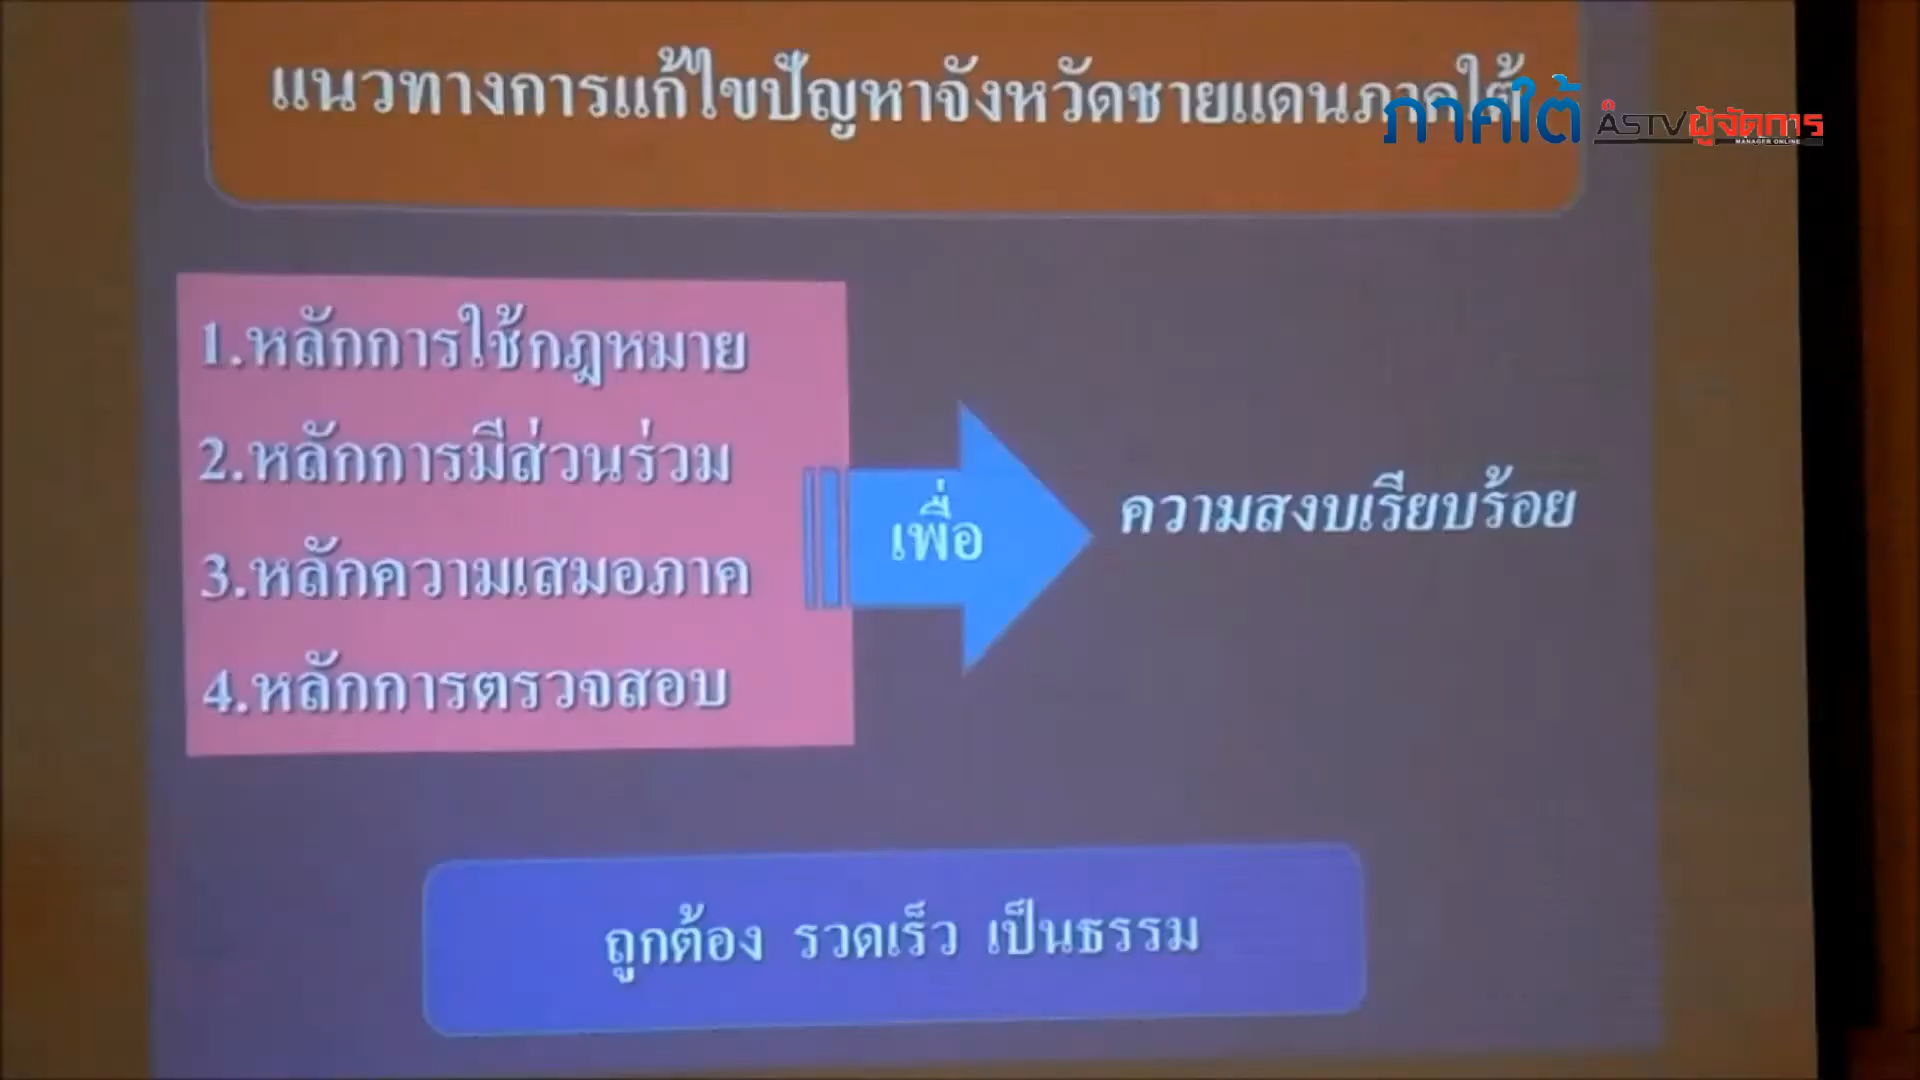 แนวทางการแก้ไขปัญหาจังหวัดชายแดนภาคใต้
ภาคใต้ ASTV ผู้จัดการ
MANAGER ONLINE
1.หลักการใช้กฎหมาย
2.หลักการมีส่วนร่วม
3.หลักความเสมอภาค
4.หลักการตรวจสอบ
เพื่อ
ความสงบเรียบร้อย
ถูกต้อง รวดเร็ว เป็นธรรม